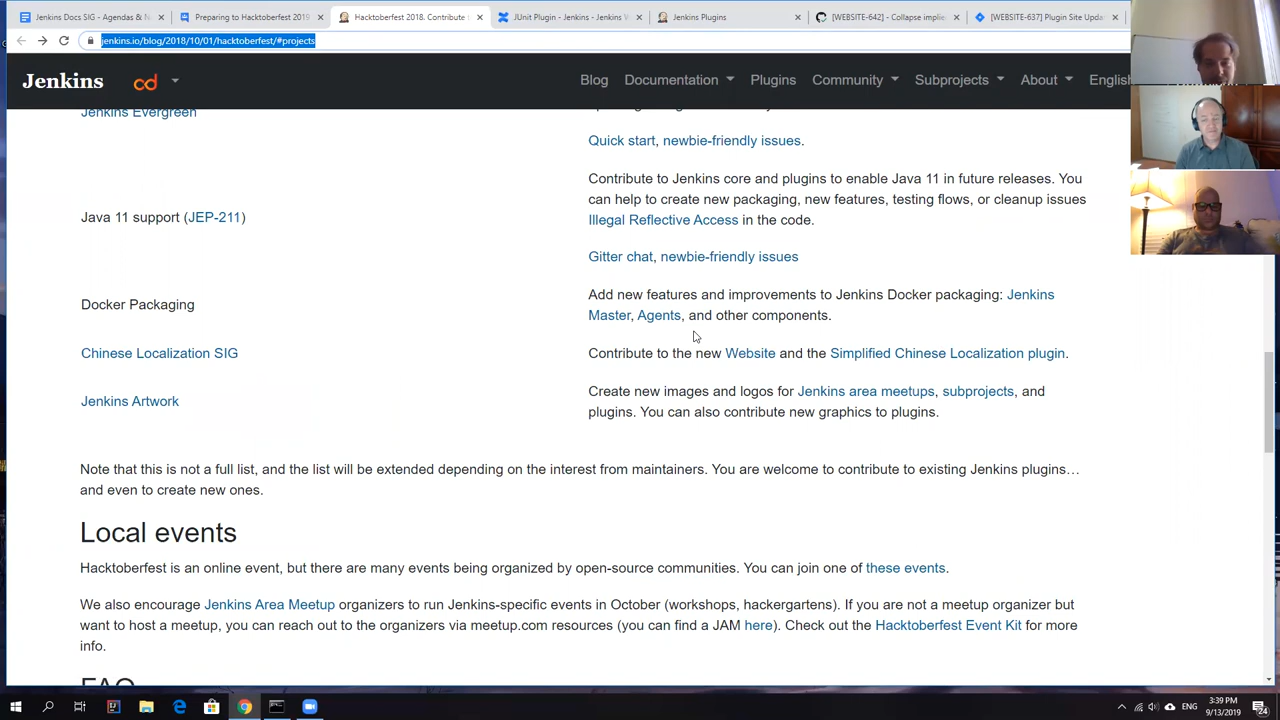 Jenkins Docs SIG - Agendas & N
Preparing to Hacktoberfest 2019
Hacktoberfest 2018. Contribute
JUnit Plugin - Jenkins - Jenkins W
Jenkins Plugins
[WEBSITE-642] - Collapse implie
[WEBSITE-637] Plugin Site Upda
jenkins.io/blog/2018/10/01/hacktoberfest/#projects
Jenkins
cd
Blog
Documentation
Plugins
Community
Subprojects
About
English
Jenkins Evergreen
Quick start, newbie-friendly issues.
Java 11 support (JEP-211)
Contribute to Jenkins core and plugins to enable Java 11 in future releases. You
can help to create new packaging, new features, testing flows, or cleanup issues
Illegal Reflective Access in the code.
Gitter chat, newbie-friendly issues
Docker Packaging
Add new features and improvements to Jenkins Docker packaging: Jenkins
Master, Agents, and other components.
Chinese Localization SIG
Contribute to the new Website and the Simplified Chinese Localization plugin.
Jenkins Artwork
Create new images and logos for Jenkins area meetups, subprojects, and
plugins. You can also contribute new graphics to plugins.
Note that this is not a full list, and the list will be extended depending on the interest from maintainers. You are welcome to contribute to existing Jenkins plugins…
and even to create new ones.
Local events
Hacktoberfest is an online event, but there are many events being organized by open-source communities. You can join one of these events.
We also encourage Jenkins Area Meetup organizers to run Jenkins-specific events in October (workshops, hackergartens). If you are not a meetup organizer but
want to host a meetup, you can reach out to the organizers via meetup.com resources (you can find a JAM here). Check out the Hacktoberfest Event Kit for more
info.
FAQ
ENG
3:39 PM
9/13/2019
24